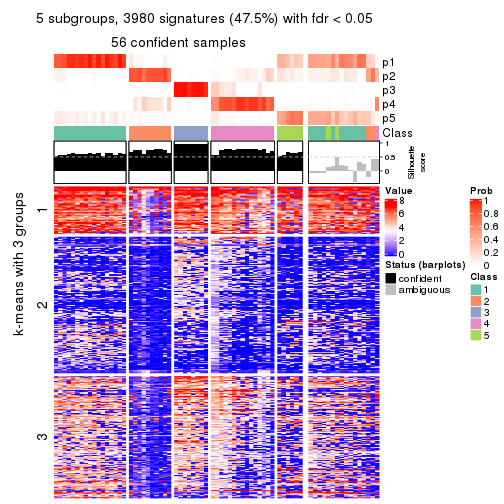 5 subgroups, 3980 signatures (47.5%) with fdr < 0.05
56 confident samples
p1
p2
p3
p4
p5
Class
1
0.5
0
Silhouette
score
k-means with 3 groups
1
2
3
Value
8
6
4
2
0
Status (barplots)
confident
ambiguous
Prob
1
0.8
0.6
0.4
0.2
0
Class
1
2
3
4
5